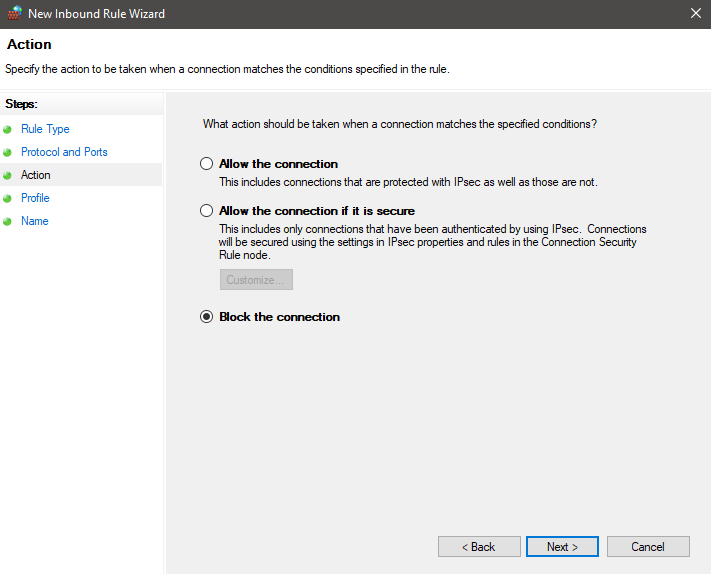 New Inbound Rule Wizard
Action
Specify the action to be taken when a connection matches the conditions specified in the rule.
Steps:
Rule Type
Protocol and Ports
Action
Profile
Name
What action should be taken when a connection matches the specified conditions?
Allow the connection
This includes connections that are protected with IPsec as well as those are not.
Allow the connection if it is secure
This includes only connections that have been authenticated by using IPsec. Connections
will be secured using the settings in IPsec properties and rules in the Connection Security
Rule node.
Customize...
Block the connection
< Back
Next >
Cancel